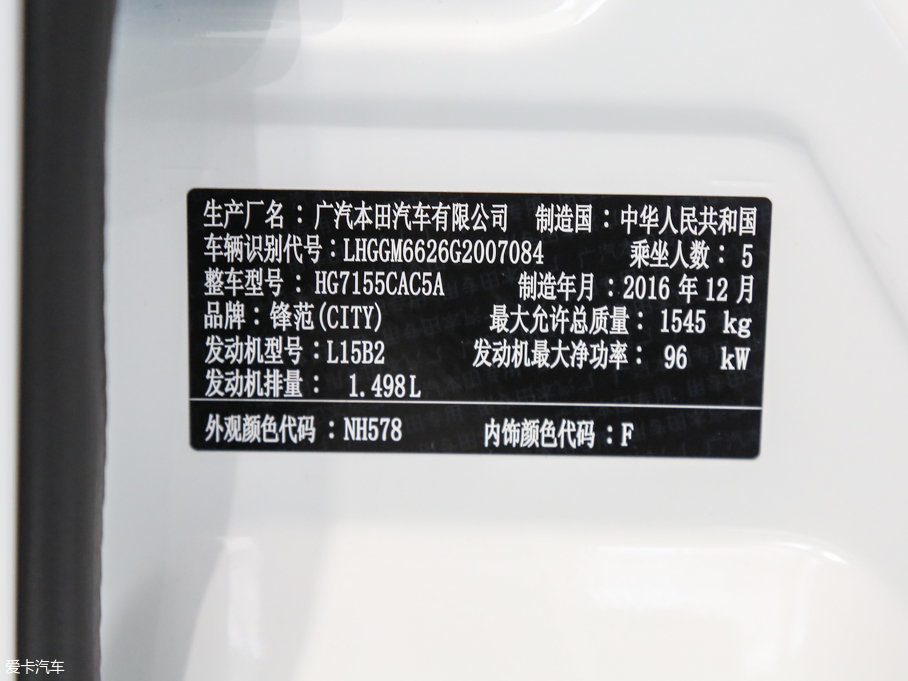 生产厂名：广汽本田汽车有限公司 制造国：中华人民共和国
车辆识别代号：LHGGM6626G2007084 乘坐人数：5
整车型号：HG7155CAC5A 制造年月：2016 年 12 月
品牌：锋范(CITY) 最大允许总质量：1545 kg
发动机型号：L15B2 发动机最大净功率：96 kW
发动机排量：1.498L
外观颜色代码：NH578 内饰颜色代码：F
爱卡汽车